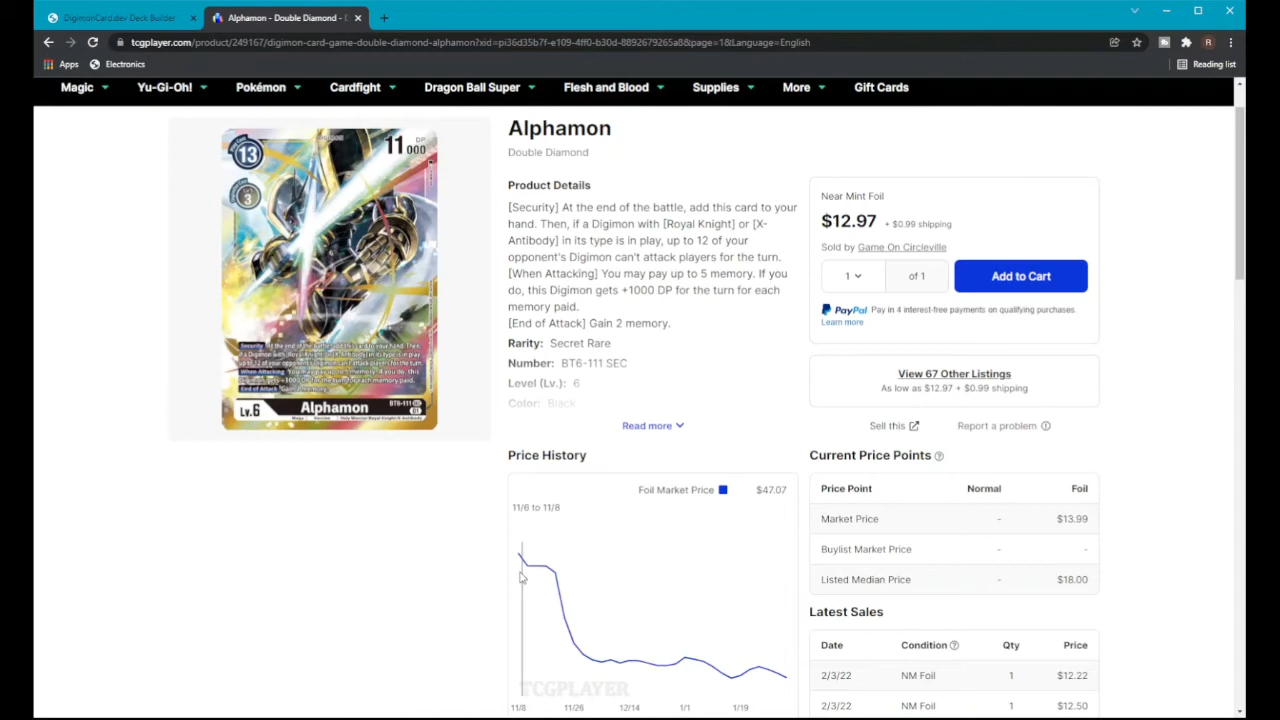 DigimonCard.dev Deck Builder
Alphamon - Double Diamond -
tcgplayer.com/product/249167/digimon-card-game-double-diamond-alphamon?xid=pi36d35b7f-e109-4ff0-b30d-8892679265a8&page=1&Language=English
R
Apps
Electronics
Reading list
Magic
Yu-Gi-Oh!
Pokémon
Cardfight
Dragon Ball Super
Flesh and Blood
Supplies
More
Gift Cards
13
3
11000
DP
Lv.6
Alphamon
BT6-111
Alphamon
Double Diamond
Product Details
[Security] At the end of the battle, add this card to your
hand. Then, if a Digimon with [Royal Knight] or [X-
Antibody] in its type is in play, up to 12 of your
opponent's Digimon can't attack players for the turn.
[When Attacking] You may pay up to 5 memory. If you
do, this Digimon gets +1000 DP for the turn for each
memory paid.
[End of Attack] Gain 2 memory.
Rarity: Secret Rare
Number: BT6-111 SEC
Level (Lv.): 6
Color: Black
Read more
Near Mint Foil
$12.97 + $0.99 shipping
Sold by Game On Circleville
1
of 1
Add to Cart
PayPal Pay in 4 interest-free payments on qualifying purchases.
Learn more
View 67 Other Listings
As low as $12.97 + $0.99 shipping
Sell this
Report a problem
Price History
Foil Market Price $47.07
11/6 to 11/8
TCGPLAYER
11/8 11/26 12/14 1/1 1/19
Current Price Points
Price Point Normal Foil
Market Price - $13.99
Buylist Market Price - -
Listed Median Price - $18.00
Latest Sales
Date Condition Qty Price
2/3/22 NM Foil 1 $12.22
2/3/22 NM Foil 1 $12.50